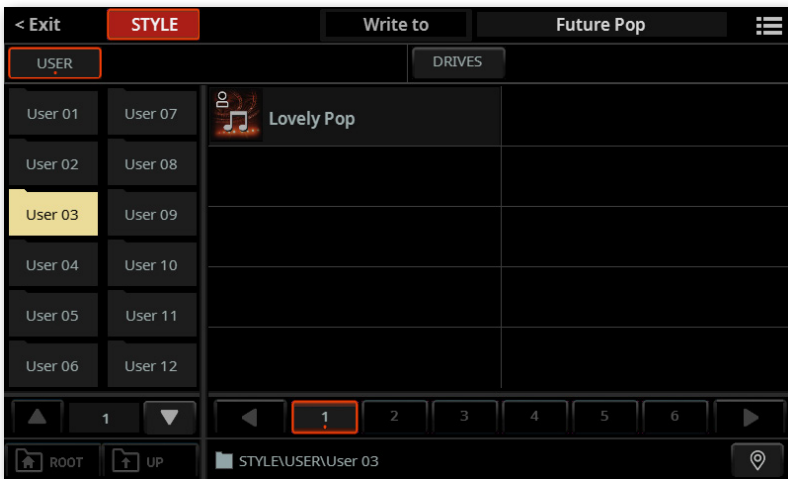 < Exit STYLE Write to Future Pop
USER DRIVES
User 01 User 07 Lovely Pop
User 02 User 08
User 03 User 09
User 04 User 10
User 05 User 11
User 06 User 12
1 1 2 3 4 5 6
ROOT UP STYLE\USER\User 03